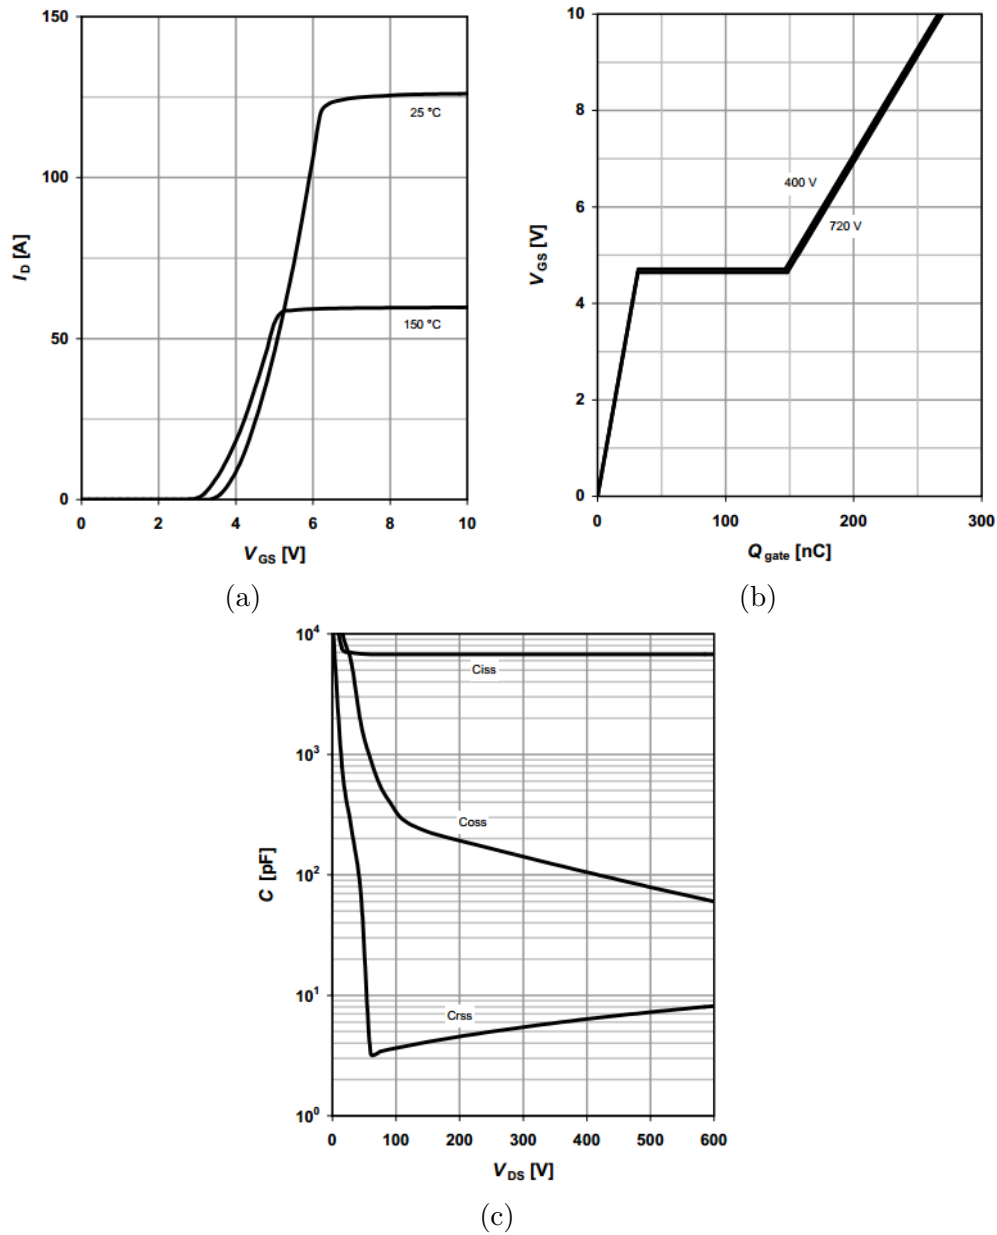 150
100
50
0
I_D [A]
25 °C
150 °C
0 2 4 6 8 10
V_GS [V]
(a)
10
8
6
4
2
0
V_GS [V]
400 V
720 V
0 100 200 300
Q_gate [nC]
(b)
10^4
10^3
10^2
10^1
10^0
C [pF]
Ciss
Coss
Crss
0 100 200 300 400 500 600
V_DS [V]
(c)